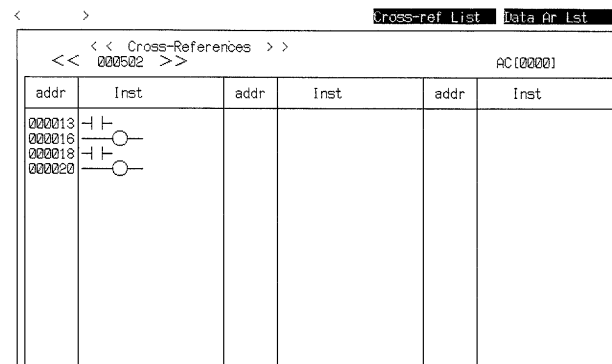 < > Cross-ref List Data Ar Lst
< < Cross-References > >
<< 000502 >> AC[0000]
addr Inst addr Inst addr Inst
000013
000016
000018
000020